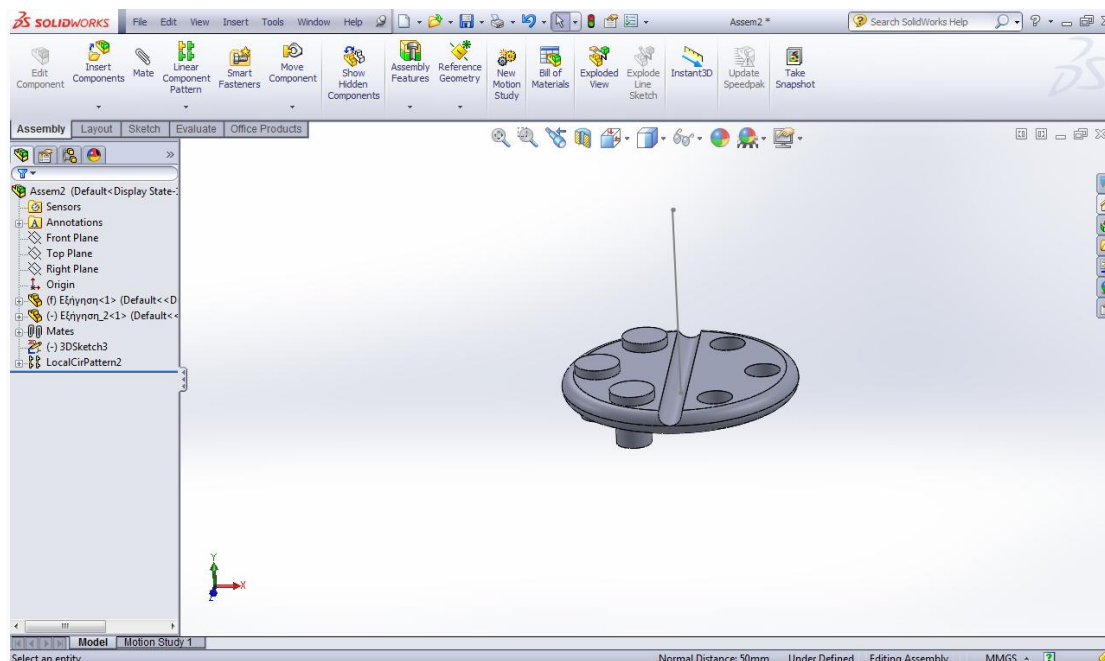 SOLIDWORKS File Edit View Insert Tools Window Help Assem2 * Search SolidWorks Help
Edit Component
Insert Components
Mate
Linear Component Pattern
Smart Fasteners
Move Component
Show Hidden Components
Assembly Features
Reference Geometry
New Motion Study
Bill of Materials
Exploded View
Explode Line Sketch
Instant3D
Update Speedpak
Take Snapshot
Assembly Layout Sketch Evaluate Office Products
Assem2 (Default<Display State-
Sensors
Annotations
Front Plane
Top Plane
Right Plane
Origin
(f) Εξήγηση<1> (Default<<D
(-) Εξήγηση_2<1> (Default<<
Mates
(-) 3DSketch3
LocalCirPattern2
Y
X
Z
Model Motion Study 1
Select an entity Normal Distance: 50mm Under Defined Editing Assembly MMGS